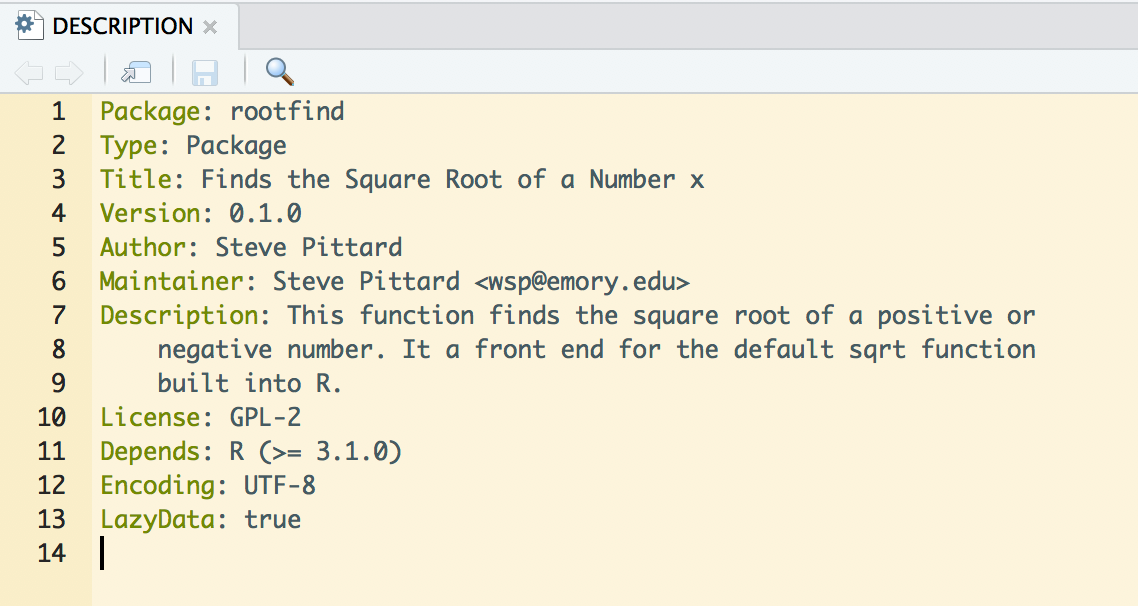 DESCRIPTION
1 Package: rootfind
2 Type: Package
3 Title: Finds the Square Root of a Number x
4 Version: 0.1.0
5 Author: Steve Pittard
6 Maintainer: Steve Pittard <wsp@emory.edu>
7 Description: This function finds the square root of a positive or
8     negative number. It a front end for the default sqrt function
9     built into R.
10 License: GPL-2
11 Depends: R (>= 3.1.0)
12 Encoding: UTF-8
13 LazyData: true
14